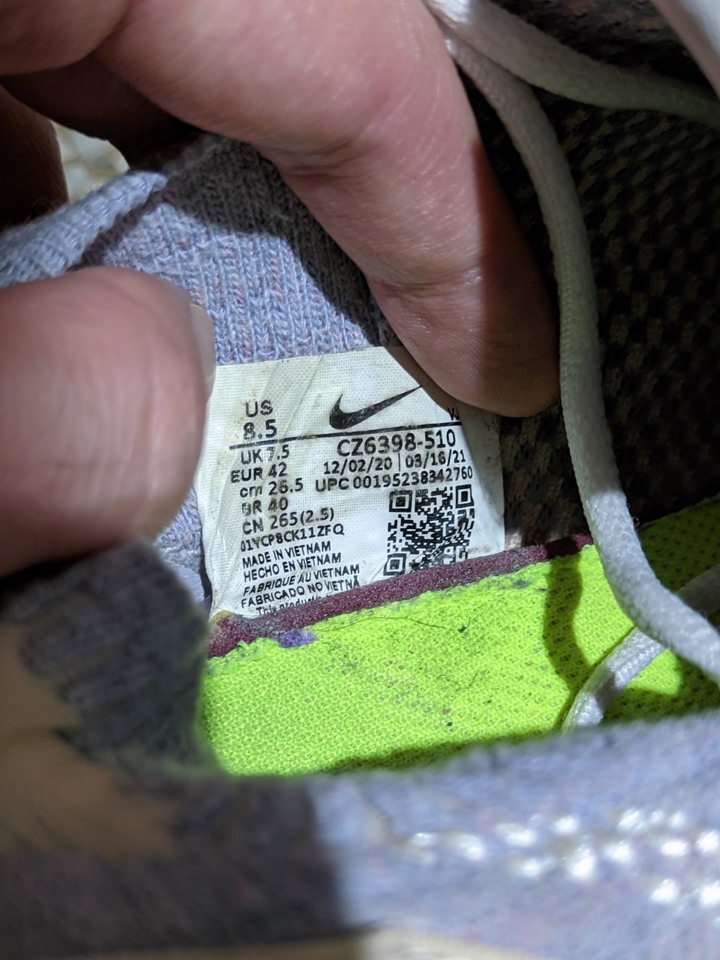 US
8.5
UK 7.5
EUR 42
cm 26.5
BR 40
CN 265(2.5)
CZ6398-510
12/02/20 03/16/21
UPC 00195238342760
01YCP8CK11ZFQ
MADE IN VIETNAM
HECHO EN VIETNAM
FABRIQUE AU VIETNAM
FABRICADO NO VIETNÃ
This